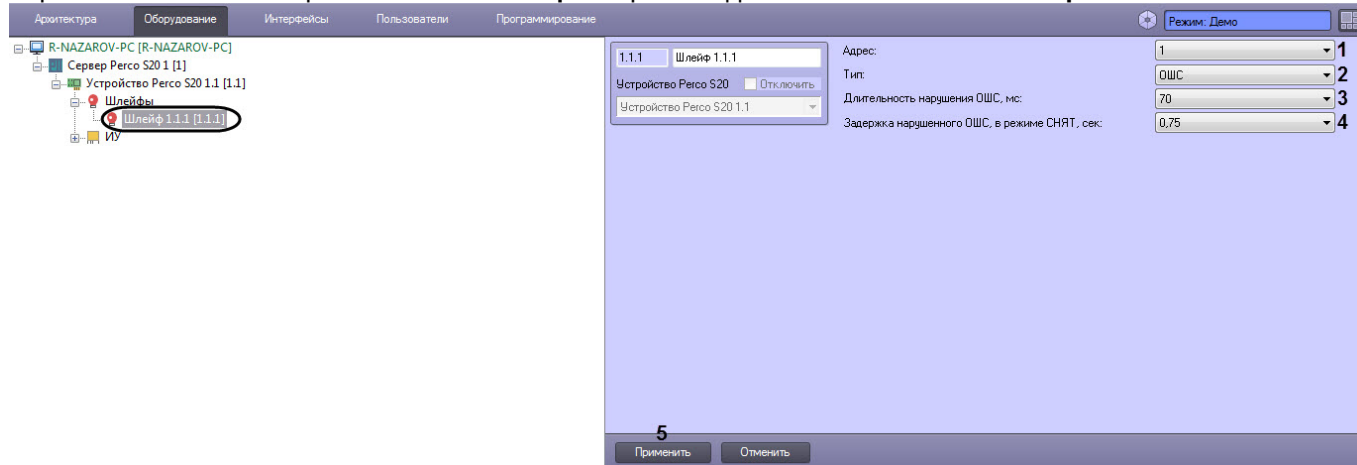 Архитектура Оборудование Интерфейсы Пользователи Программирование Режим: Демо
R-NAZAROV-PC [R-NAZAROV-PC]
Сервер Perco S20 1 [1]
Устройство Perco S20 1.1 [1.1]
Шлейфы
Шлейф 1.1.1 [1.1.1]
ИУ
1.1.1 Шлейф 1.1.1
Устройство Perco S20 Отключить
Устройство Perco S20 1.1
Адрес: 1 1
Тип: ОШС 2
Длительность нарушения ОШС, мс: 70 3
Задержка нарушенного ОШС, в режиме СНЯТ, сек: 0,75 4
5
Применить Отменить